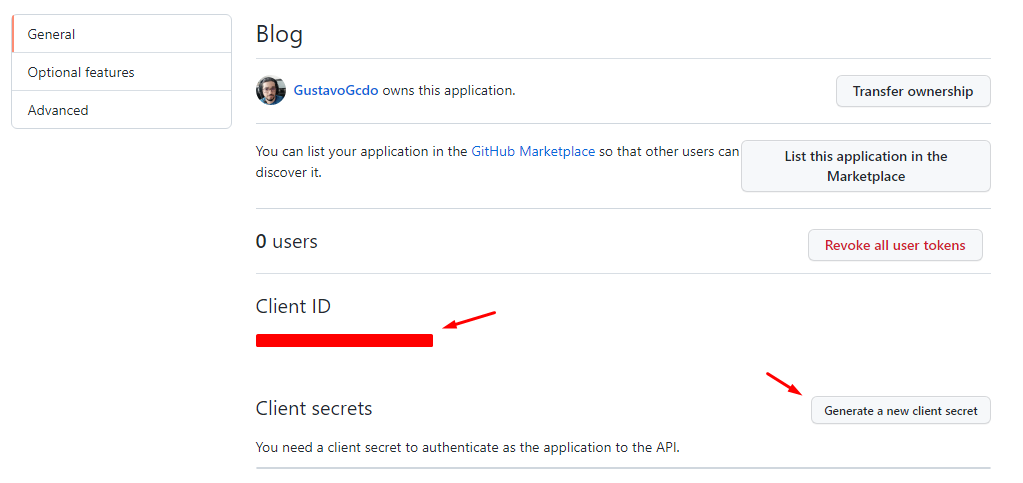 General
Optional features
Advanced
Blog
GustavoGcdo owns this application.
Transfer ownership
You can list your application in the GitHub Marketplace so that other users can
discover it.
List this application in the
Marketplace
0 users
Revoke all user tokens
Client ID
Client secrets
Generate a new client secret
You need a client secret to authenticate as the application to the API.